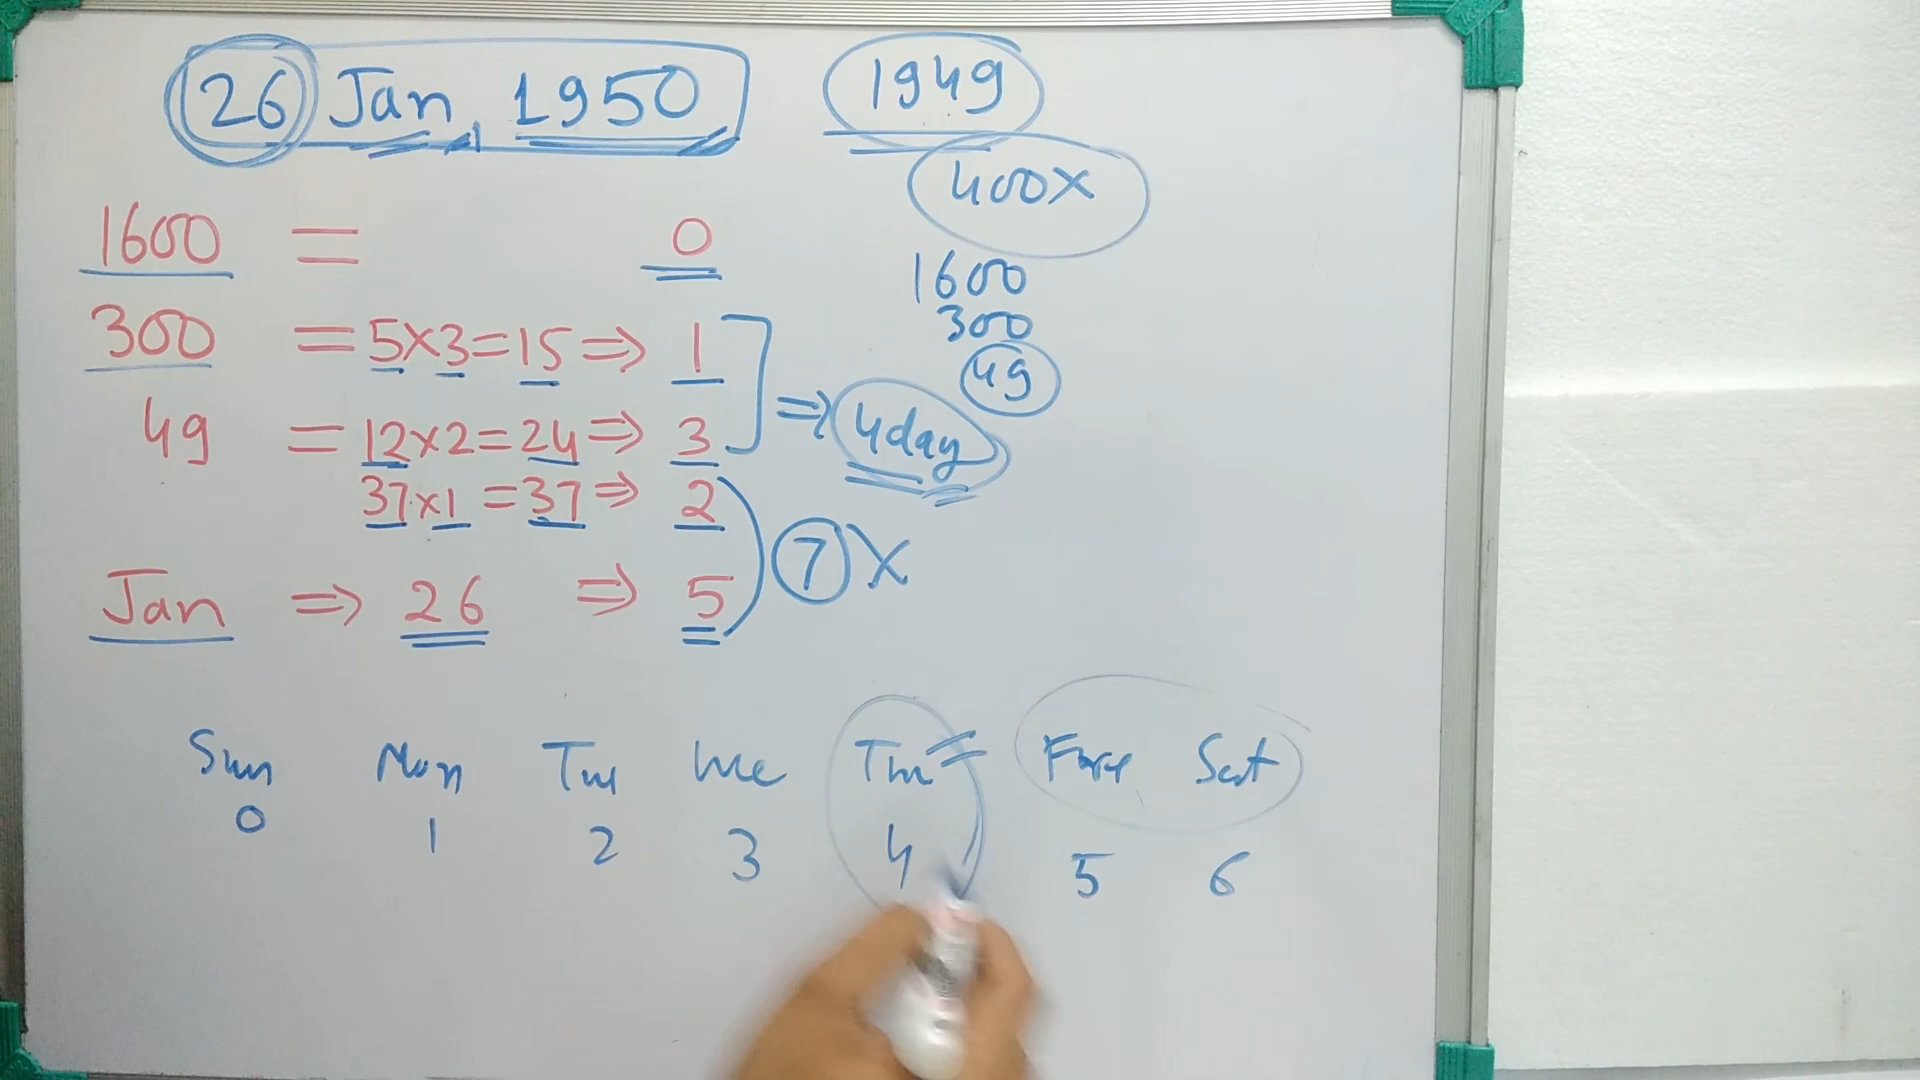 26 Jan, 1950 1949
400x
1600 = 0
1600
300
49
300 = 5x3=15 ⇒ 1
49 = 12x2=24 ⇒ 3 ⇒ 4day
37x1=37 ⇒ 2
7 X
Jan ⇒ 26 ⇒ 5
Sun Mon Tu We Thu Sat
0 1 2 3 4 5 6